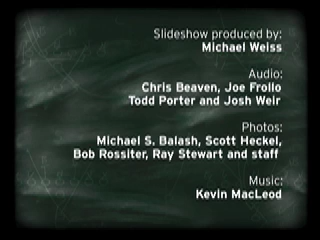 Slideshow produced by:
Michael Weiss
Audio:
Chris Beaven, Joe Frollo
Todd Porter and Josh Weir
Photos:
Michael S. Balash, Scott Heckel,
Bob Rossiter, Ray Stewart and staff
Music:
Kevin MacLeod